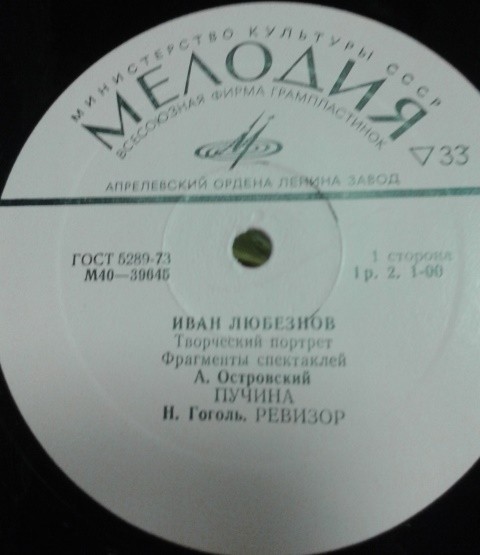 МИНИСТЕРСТВО КУЛЬТУРЫ СССР
МЕЛОДИЯ
ВСЕСОЮЗНАЯ ФИРМА ГРАМПЛАСТИНОК
▽33
АПРЕЛЕВСКИЙ ОРДЕНА ЛЕНИНА ЗАВОД
ГОСТ 5289-73
М40—39645
1 сторона
1р. 2. 1-00
ИВАН ЛЮБЕЗНОВ
Творческий портрет
Фрагменты спектаклей
А. Островский
ПУЧИНА
Н. Гоголь. РЕВИЗОР